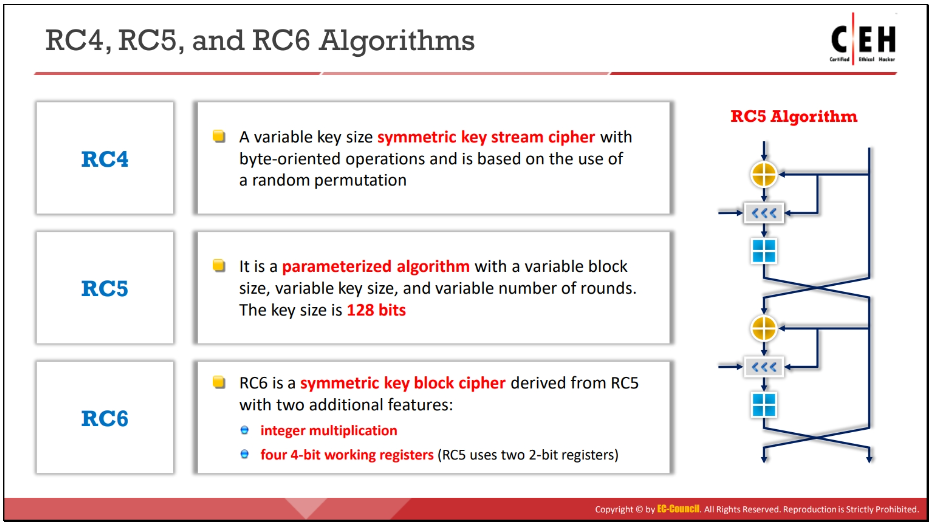 RC4, RC5, and RC6 Algorithms
C|EH
Certified Ethical Hacker
RC4
A variable key size symmetric key stream cipher with
byte-oriented operations and is based on the use of
a random permutation
RC5
It is a parameterized algorithm with a variable block
size, variable key size, and variable number of rounds.
The key size is 128 bits
RC6
RC6 is a symmetric key block cipher derived from RC5
with two additional features:
integer multiplication
four 4-bit working registers (RC5 uses two 2-bit registers)
RC5 Algorithm
<<<
<<<
Copyright © by EC-Council. All Rights Reserved. Reproduction is Strictly Prohibited.